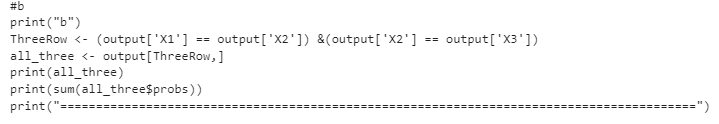 #b
print("b")
ThreeRow <- (output['X1'] == output['X2']) &(output['X2'] == output['X3'])
all_three <- output[ThreeRow,]
print(all_three)
print(sum(all_three$probs))
print("==========================================================================================")